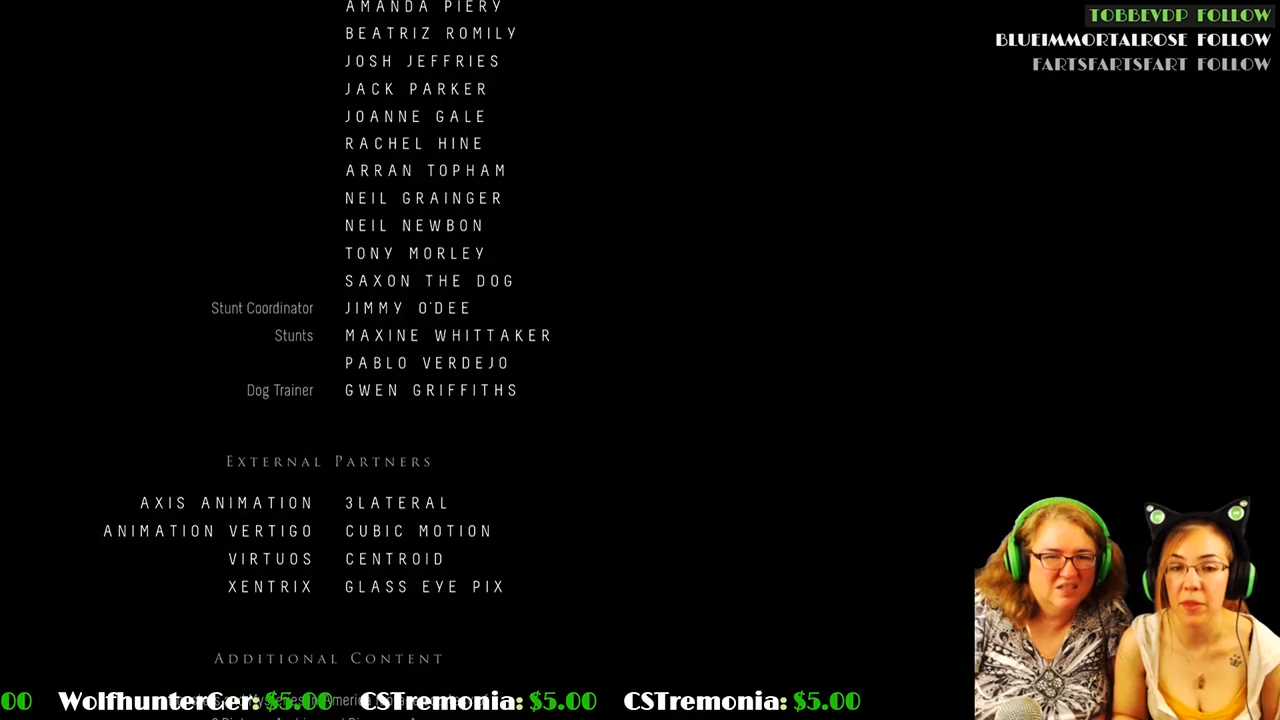 AMANDA PIERY
BEATRIZ ROMILY
JOSH JEFFRIES
JACK PARKER
JOANNE GALE
RACHEL HINE
ARRAN TOPHAM
NEIL GRAINGER
NEIL NEWBON
TONY MORLEY
SAXON THE DOG
Stunt Coordinator JIMMY O'DEE
Stunts MAXINE WHITTAKER
PABLO VERDEJO
Dog Trainer GWEN GRIFFITHS
EXTERNAL PARTNERS
AXIS ANIMATION 3LATERAL
ANIMATION VERTIGO CUBIC MOTION
VIRTUOS CENTROID
XENTRIX GLASS EYE PIX
ADDITIONAL CONTENT
TOBBEVDP FOLLOW
BLUEIMMORTALROSE FOLLOW
FARTSFARTSFART FOLLOW
00 WolfhunterGer: $5.00 CSTremonia: $5.00 CSTremonia: $5.00